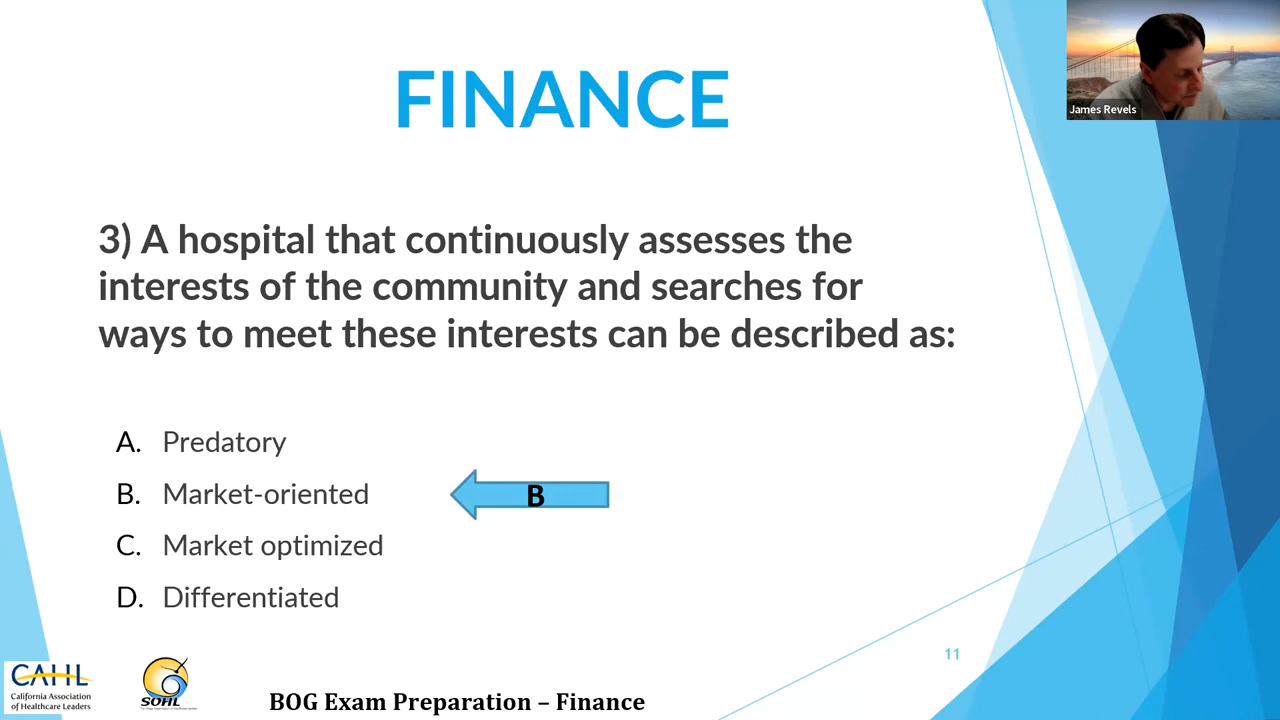 FINANCE
James Revels
3) A hospital that continuously assesses the
interests of the community and searches for
ways to meet these interests can be described as:
A. Predatory
B. Market-oriented
B
C. Market optimized
D. Differentiated
11
CAHL
California Association
of Healthcare Leaders
SOHL
BOG Exam Preparation – Finance